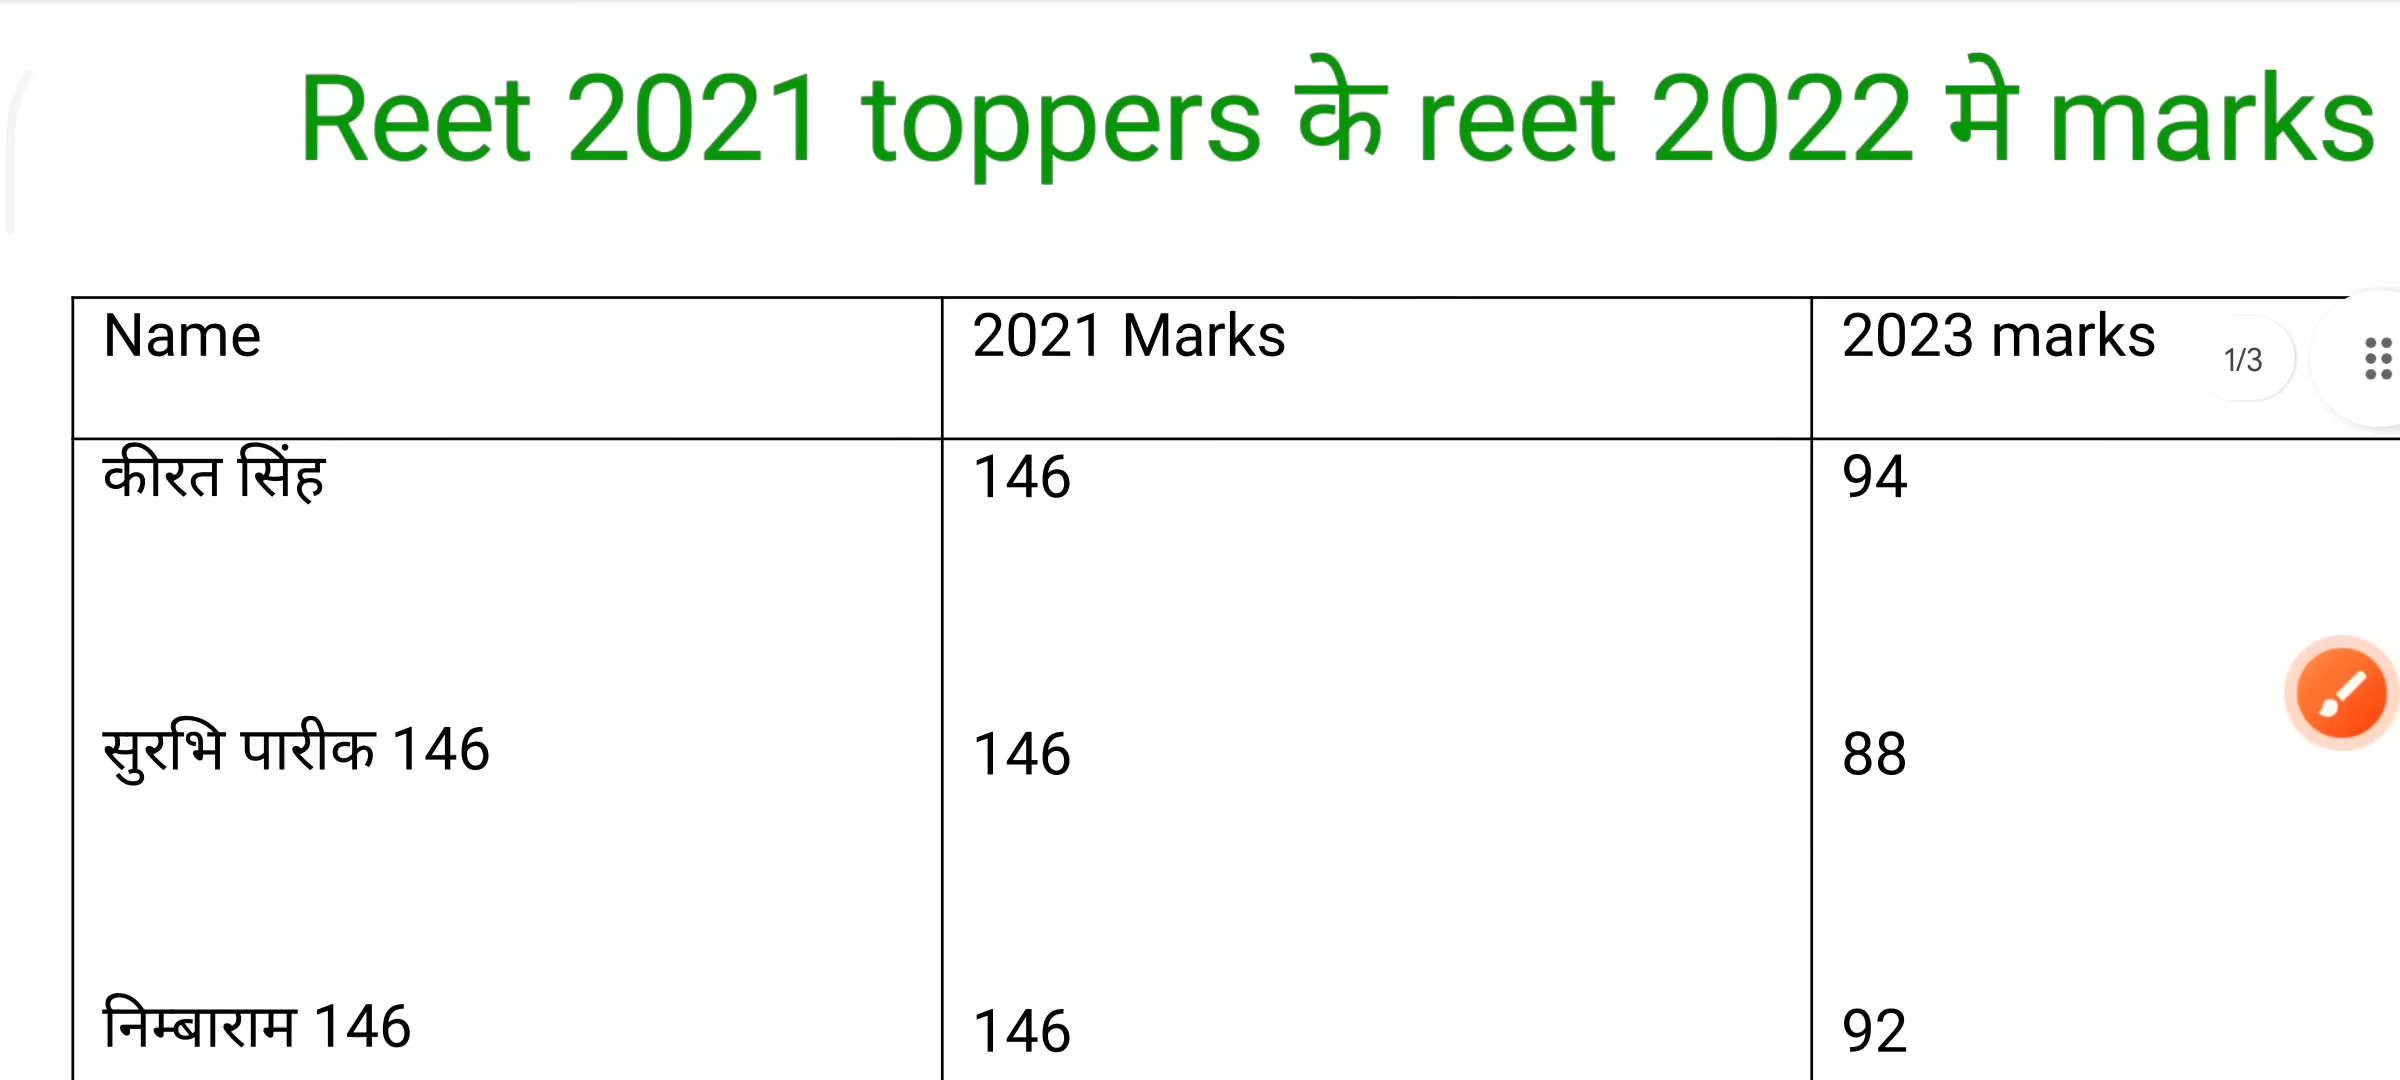 Reet 2021 toppers के reet 2022 मे marks
Name 2021 Marks 2023 marks
1/3
कीरत सिंह 146 94
सुरभि पारीक 146 146 88
निम्बाराम 146 146 92